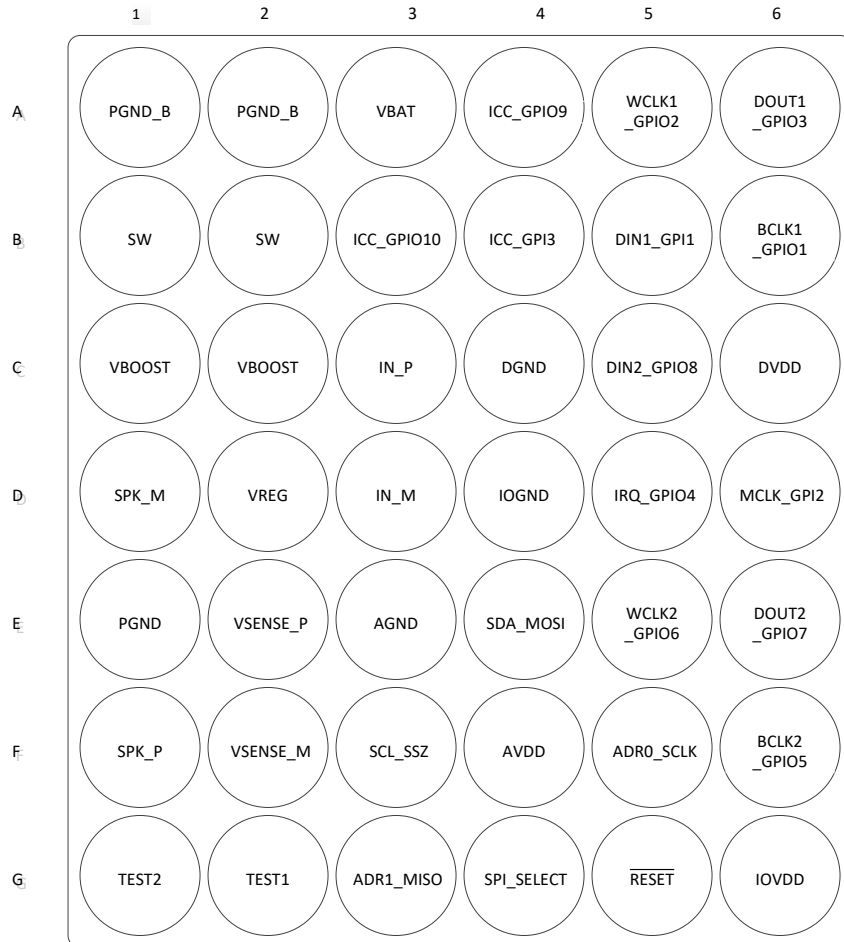 1 2 3 4 5 6
A PGND_B PGND_B VBAT ICC_GPIO9 WCLK1 DOUT1
_GPIO2 _GPIO3
B SW SW ICC_GPIO10 ICC_GPI3 DIN1_GPI1 BCLK1
_GPIO1
C VBOOST VBOOST IN_P DGND DIN2_GPIO8 DVDD
D SPK_M VREG IN_M IOGND IRQ_GPIO4 MCLK_GPI2
E PGND VSENSE_P AGND SDA_MOSI WCLK2 DOUT2
_GPIO6 _GPIO7
F SPK_P VSENSE_M SCL_SSZ AVDD ADR0_SCLK BCLK2
_GPIO5
G TEST2 TEST1 ADR1_MISO SPI_SELECT RESET IOVDD